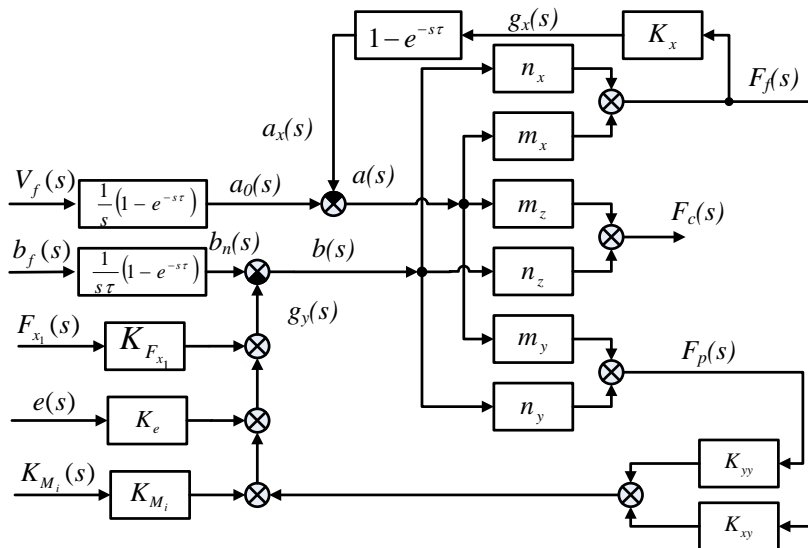 1 − e^{−sτ}
g_x(s)
K_x
n_x
F_f(s)
a_x(s)
m_x
V_f(s)
1/s (1 − e^{−sτ})
a_0(s)
a(s)
m_z
F_c(s)
b_f(s)
1/sτ (1 − e^{−sτ})
b_n(s)
b(s)
n_z
g_y(s)
F_{x_1}(s)
K_{F_{x_1}}
m_y
F_p(s)
e(s)
K_e
n_y
K_{M_i}(s)
K_{M_i}
K_{yy}
K_{xy}